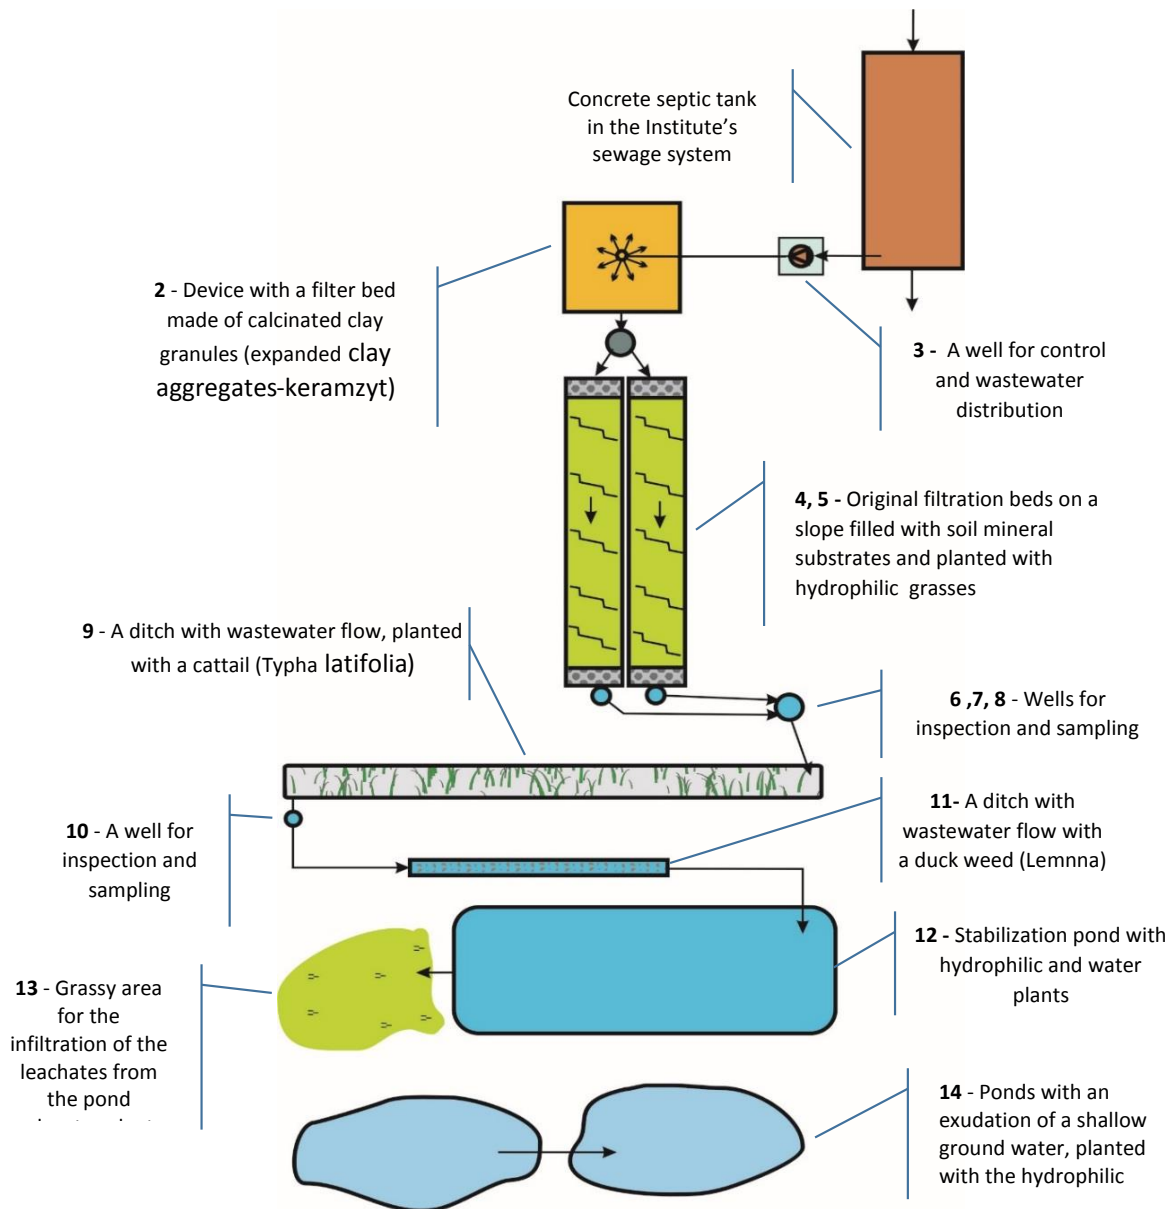 Concrete septic tank
in the Institute's
sewage system
2 - Device with a filter bed
made of calcinated clay
granules (expanded clay
aggregates-keramzyt)
3 - A well for control
and wastewater
distribution
4, 5 - Original filtration beds on a
slope filled with soil mineral
substrates and planted with
hydrophilic grasses
9 - A ditch with wastewater flow, planted
with a cattail (Typha latifolia)
6 ,7, 8 - Wells for
inspection and sampling
10 - A well for
inspection and
sampling
11- A ditch with
wastewater flow with
a duck weed (Lemnna)
12 - Stabilization pond with
hydrophilic and water
plants
13 - Grassy area
for the
infiltration of the
leachates from
the pond
14 - Ponds with an
exudation of a shallow
ground water, planted
with the hydrophilic